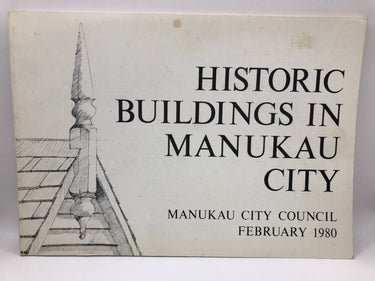 HISTORIC
BUILDINGS IN
MANUKAU
CITY
MANUKAU CITY COUNCIL
FEBRUARY 1980